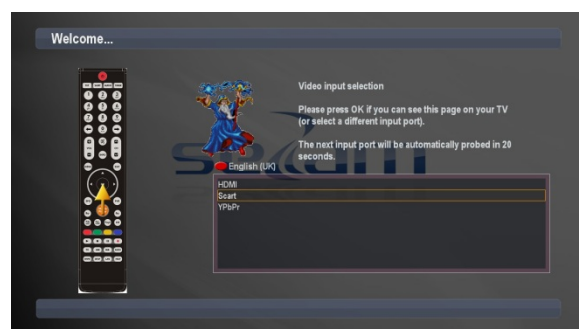 Welcome...
Video input selection
Please press OK if you can see this page on your TV
(or select a different input port).
The next input port will be automatically probed in 20
seconds.
English (UK)
HDMI
Scart
YPbPr